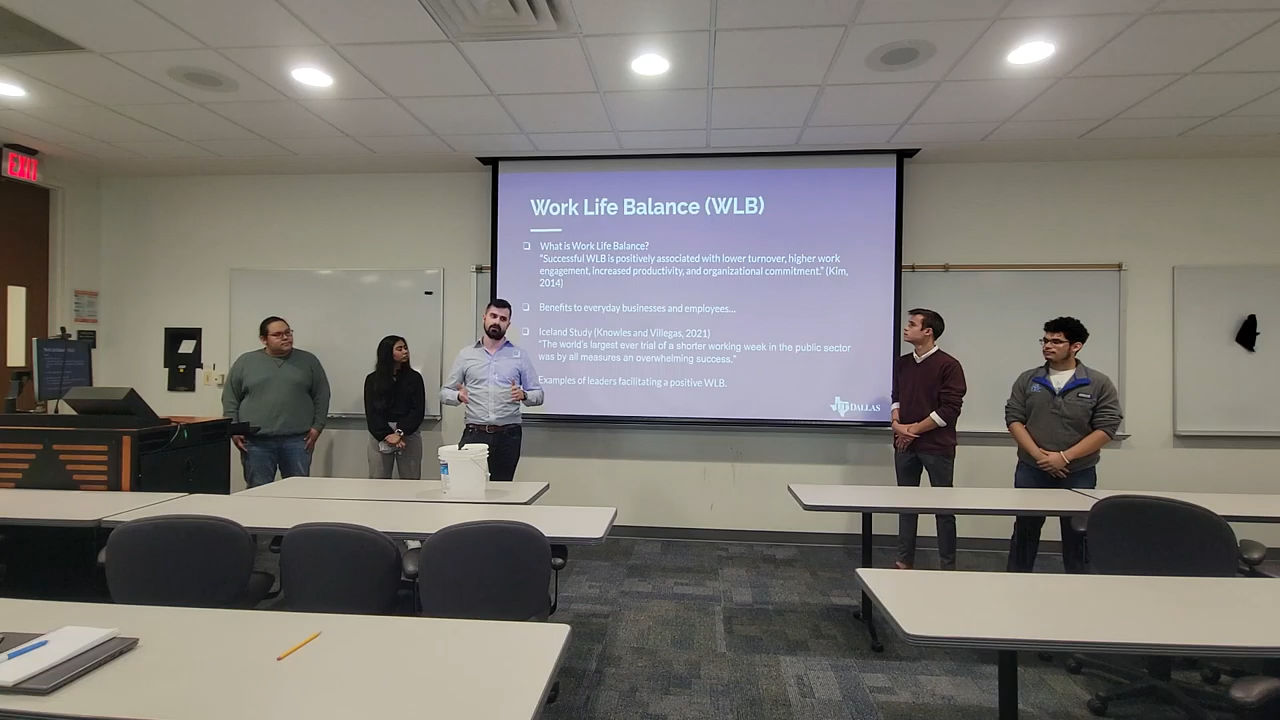 EXIT
Work Life Balance (WLB)
What is Work Life Balance?
"Successful WLB is positively associated with lower turnover, higher work
engagement, increased productivity, and organizational commitment." (Kim,
2014)
Benefits to everyday businesses and employees...
Iceland Study (Knowles and Villegas, 2021)
"The world's largest ever trial of a shorter working week in the public sector
was by all measures an overwhelming success."
Examples of leaders facilitating a positive WLB.
UT DALLAS